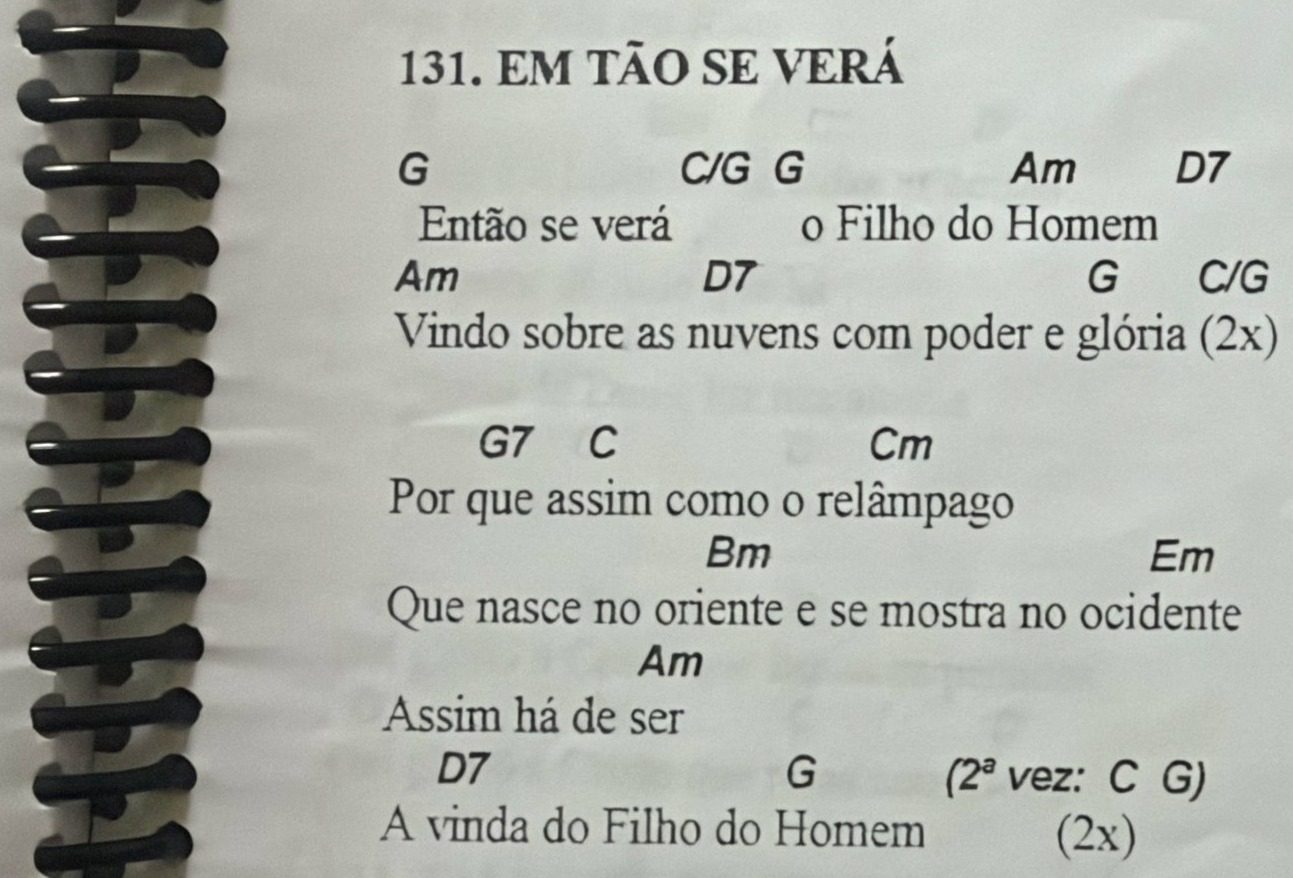 131. EM TÃO SE VERÁ
G C/G G Am D7
Então se verá o Filho do Homem
Am D7 G C/G
Vindo sobre as nuvens com poder e glória (2x)
G7 C Cm
Por que assim como o relâmpago
Bm Em
Que nasce no oriente e se mostra no ocidente
Am
Assim há de ser
D7 G (2ª vez: C G)
A vinda do Filho do Homem (2x)